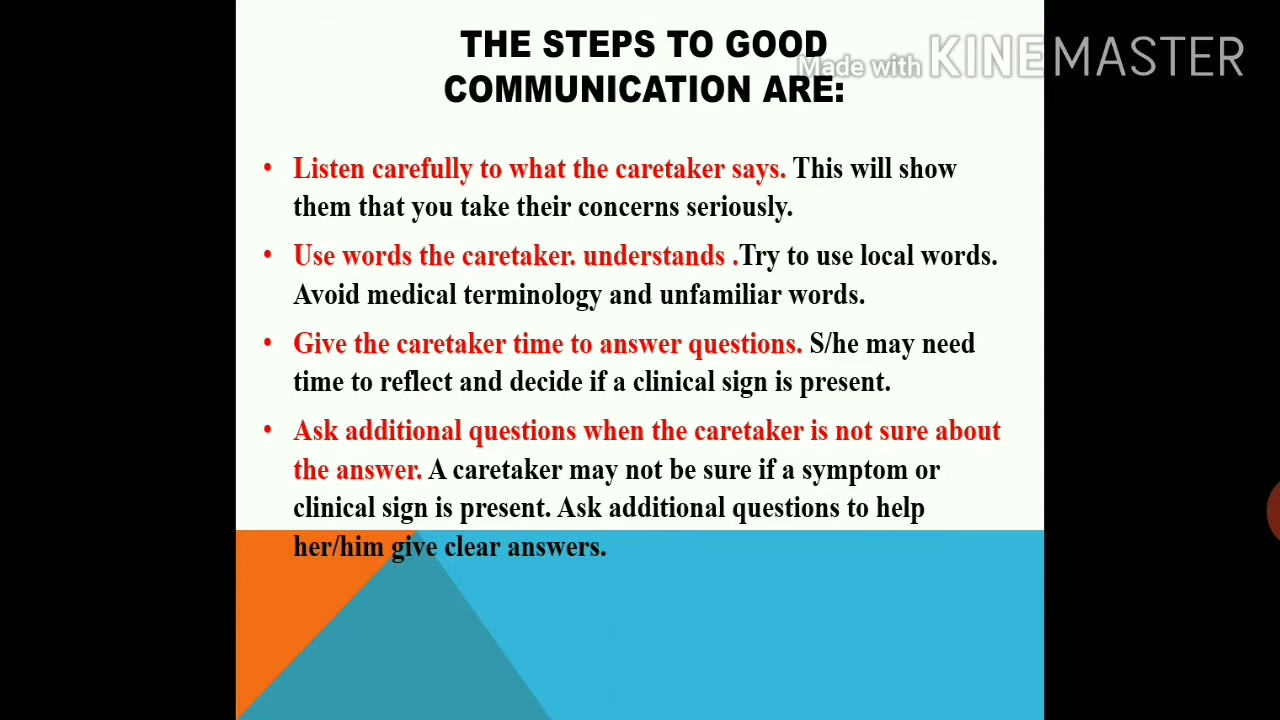 THE STEPS TO GOOD
Made with KINEMASTER
COMMUNICATION ARE:
• Listen carefully to what the caretaker says. This will show
them that you take their concerns seriously.
• Use words the caretaker. understands .Try to use local words.
Avoid medical terminology and unfamiliar words.
• Give the caretaker time to answer questions. S/he may need
time to reflect and decide if a clinical sign is present.
• Ask additional questions when the caretaker is not sure about
the answer. A caretaker may not be sure if a symptom or
clinical sign is present. Ask additional questions to help
her/him give clear answers.